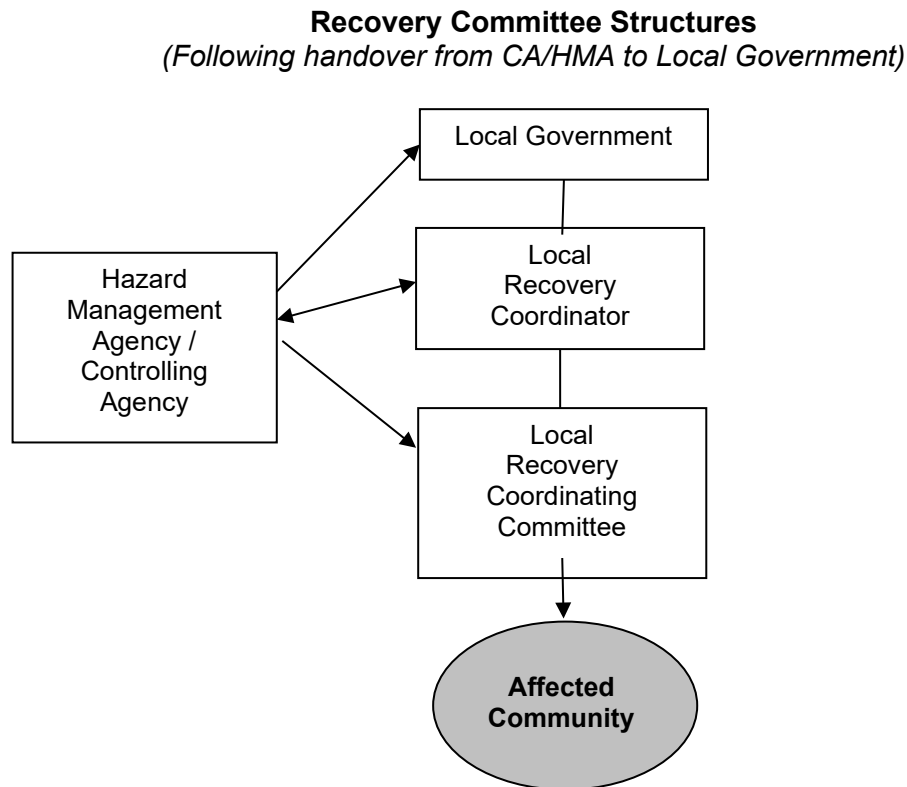 Recovery Committee Structures
(Following handover from CA/HMA to Local Government)
Local Government
Hazard
Management
Agency /
Controlling
Agency
Local
Recovery
Coordinator
Local
Recovery
Coordinating
Committee
Affected
Community